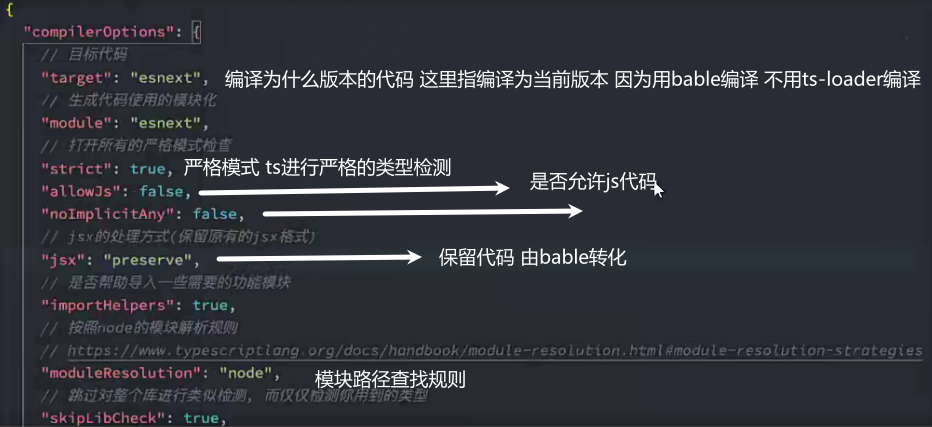 {
"compilerOptions": {
// 目标代码
"target": "esnext", 编译为什么版本的代码 这里指编译为当前版本 因为用bable编译 不用ts-loader编译
// 生成代码使用的模块化
"module": "esnext",
// 打开所有的严格模式检查
"strict": true, 严格模式 ts进行严格的类型检测
"allowJs": false, 是否允许js代码
"noImplicitAny": false,
// jsx的处理方式(保留原有的jsx格式)
"jsx": "preserve", 保留代码 由bable转化
// 是否帮助导入一些需要的功能模块
"importHelpers": true,
// 按照node的模块解析规则
// https://www.typescriptlang.org/docs/handbook/module-resolution.html#module-resolution-strategies
"moduleResolution": "node", 模块路径查找规则
// 跳过对整个库进行类似检测, 而仅仅检测你用到的类型
"skipLibCheck": true,